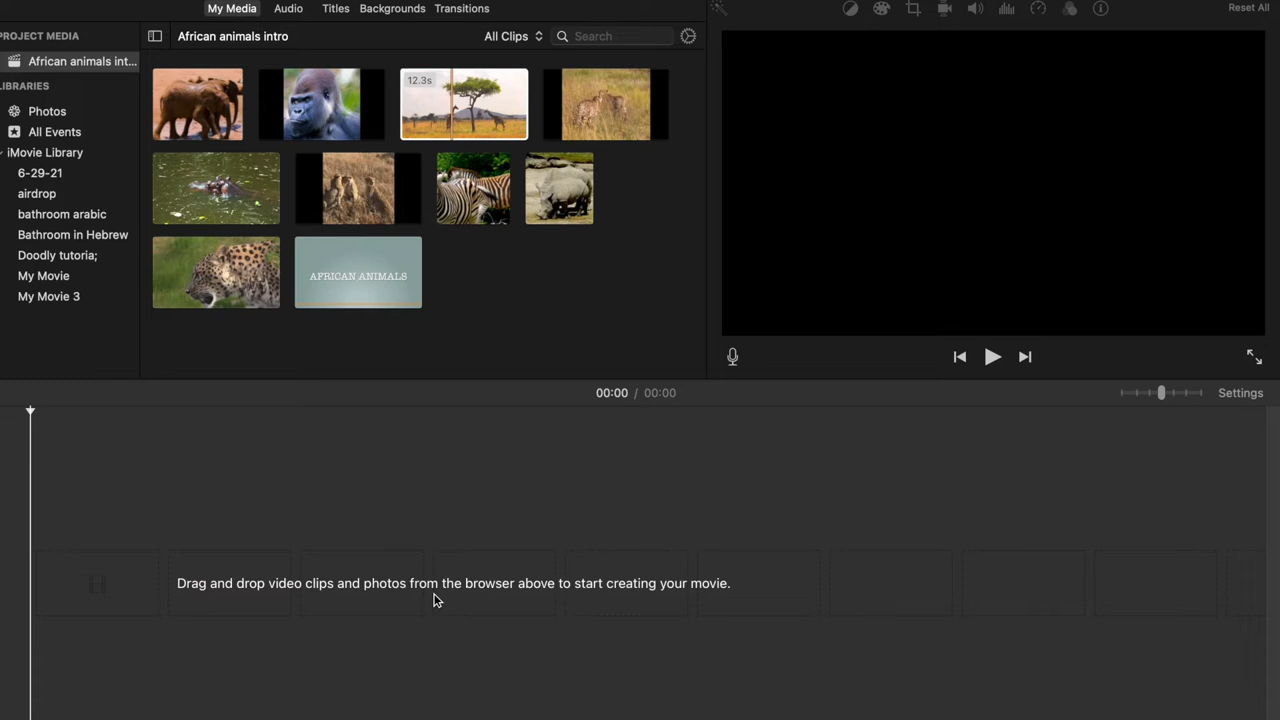 My Media Audio Titles Backgrounds Transitions
Reset All
PROJECT MEDIA
African animals int...
LIBRARIES
Photos
All Events
iMovie Library
6-29-21
airdrop
bathroom arabic
Bathroom in Hebrew
Doodly tutoria;
My Movie
My Movie 3
African animals intro
All Clips
Search
12.3s
AFRICAN ANIMALS
00:00 / 00:00
Settings
Drag and drop video clips and photos from the browser above to start creating your movie.